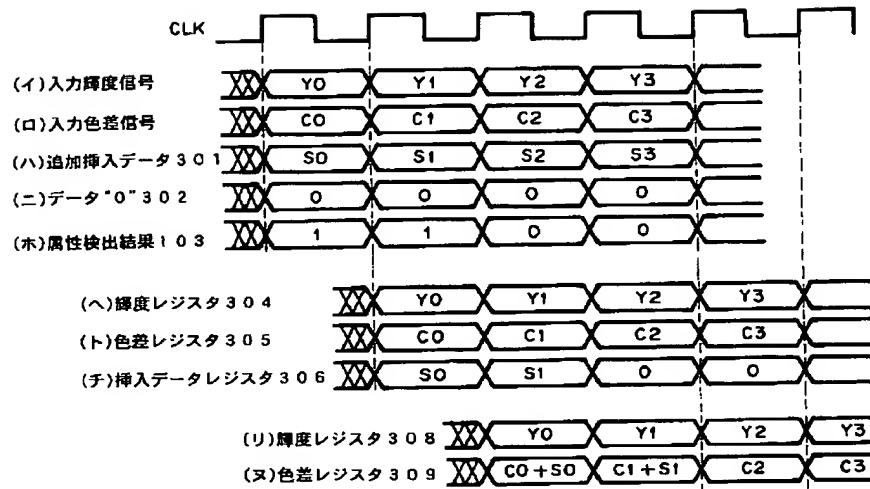 CLK
(イ)入力輝度信号 Y0 Y1 Y2 Y3
(ロ)入力色差信号 C0 C1 C2 C3
(ハ)追加挿入データ301 S0 S1 S2 S3
(ニ)データ"0"302 0 0 0 0
(ホ)属性検出結果103 1 1 0 0
(ヘ)輝度レジスタ304 Y0 Y1 Y2 Y3
(ト)色差レジスタ305 C0 C1 C2 C3
(チ)挿入データレジスタ306 S0 S1 0 0
(リ)輝度レジスタ308 Y0 Y1 Y2 Y3
(ヌ)色差レジスタ309 C0+S0 C1+S1 C2 C3